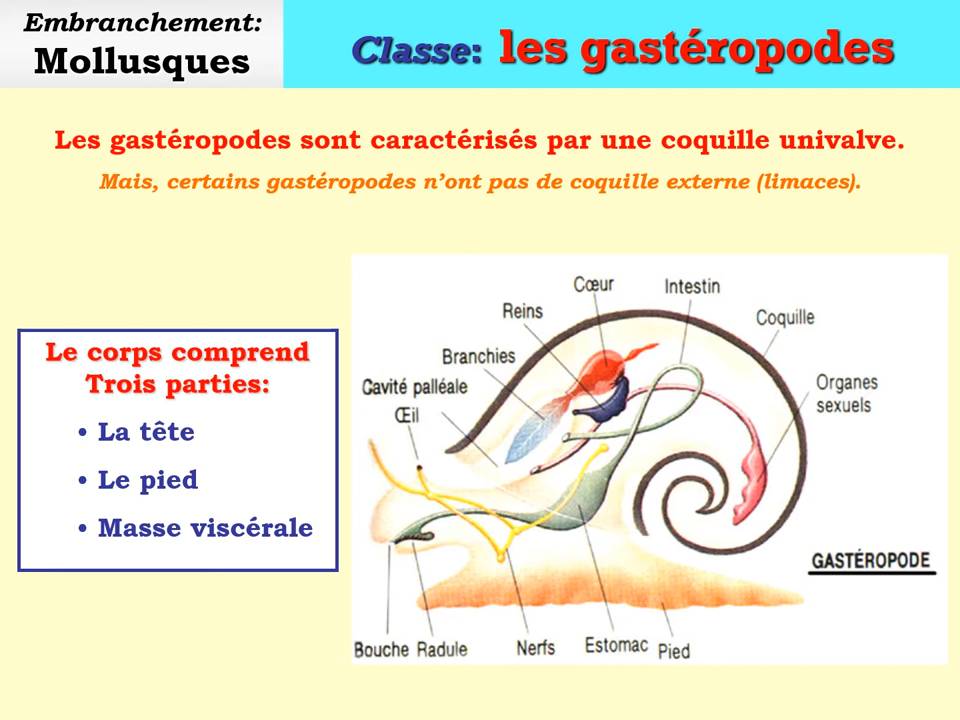 Embranchement:
Mollusques
Classe: les gastéropodes
Les gastéropodes sont caractérisés par une coquille univalve.
Mais, certains gastéropodes n’ont pas de coquille externe (limaces).
Le corps comprend
Trois parties:
• La tête
• Le pied
• Masse viscérale
Cœur
Intestin
Reins
Coquille
Branchies
Cavité palléale
Organes
sexuels
Œil
GASTÉROPODE
Bouche
Radule
Nerfs
Estomac
Pied